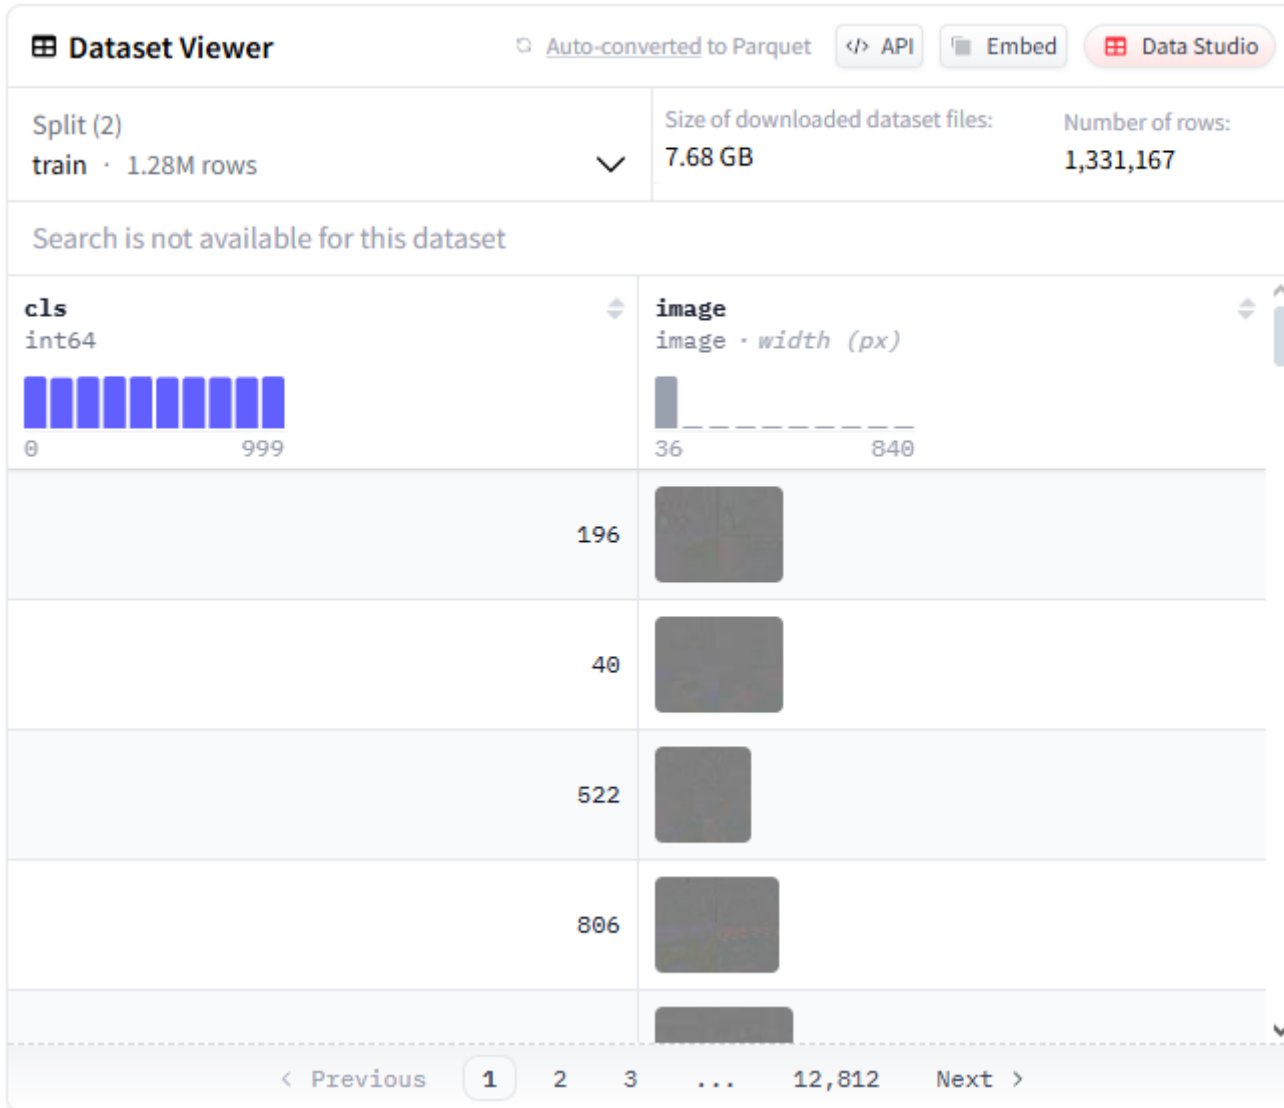 Dataset Viewer
Auto-converted to Parquet
API
Embed
Data Studio
Split (2)
train · 1.28M rows
Size of downloaded dataset files:
7.68 GB
Number of rows:
1,331,167
Search is not available for this dataset
cls
int64
0 999
image
image · width (px)
36 840
196
40
522
806
< Previous 1 2 3 ... 12,812 Next >